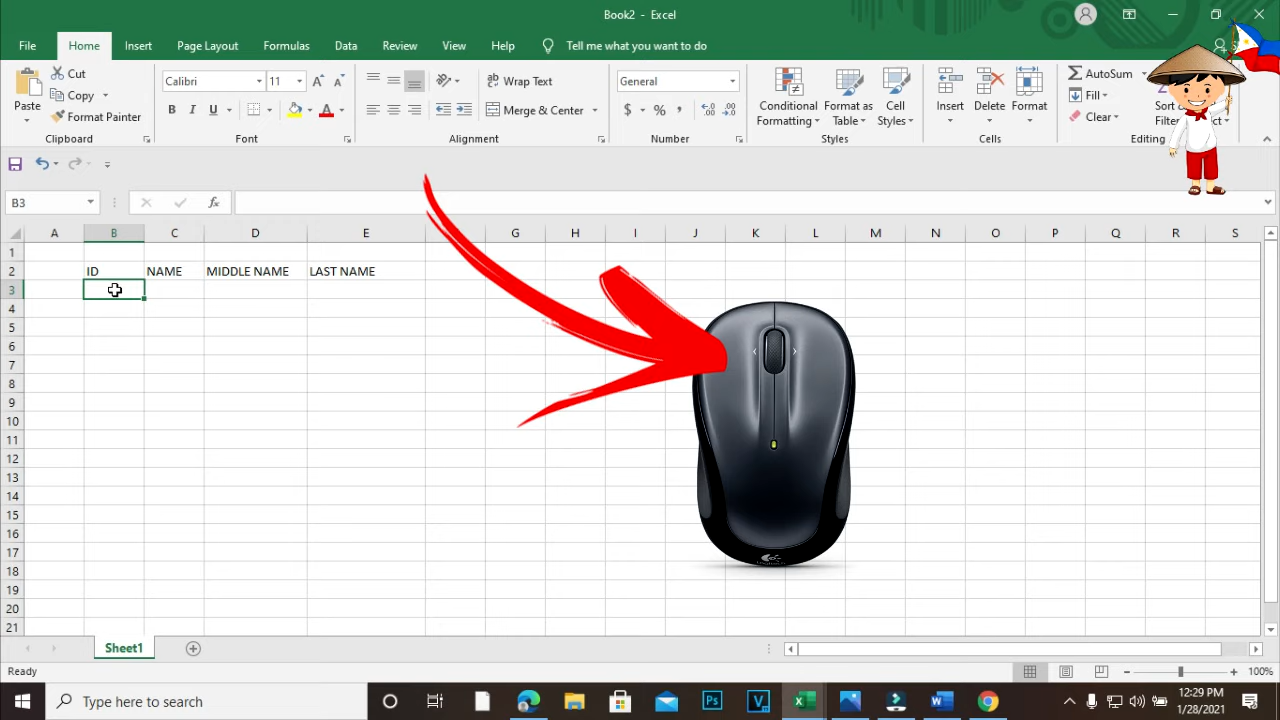 Book2 - Excel
File Home Insert Page Layout Formulas Data Review View Help Tell me what you want to do
Cut
Copy
Format Painter
Paste
Clipboard
Calibri 11
B I U
Font
Wrap Text
Merge & Center
Alignment
General
$ % ,
Number
Conditional Formatting
Format as Table
Cell Styles
Styles
Insert Delete Format
Cells
AutoSum
Fill
Clear
Sort
Filter
Editing
B3 fx
A B C D E G H I J K L M N O P Q R S
1
2 ID NAME MIDDLE NAME LAST NAME
3
4
5
6
7
8
9
10
11
12
13
14
15
16
17
18
19
20
21
Sheet1
Ready 100%
Type here to search
12:29 PM
1/28/2021